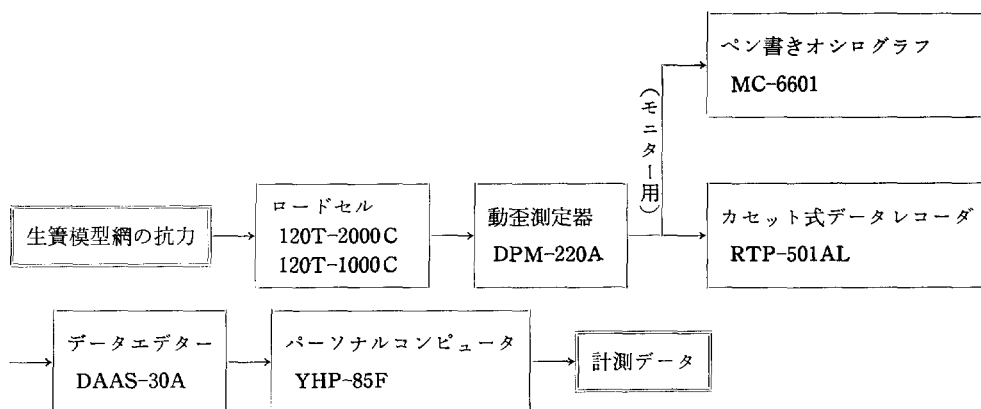 ペン書きオシログラフ
MC-6601
(モニター用)
生簀模型網の抗力
ロードセル
120T-2000C
120T-1000C
動歪測定器
DPM-220A
カセット式データレコーダ
RTP-501AL
データエデター
DAAS-30A
パーソナルコンピュータ
YHP-85F
計測データ